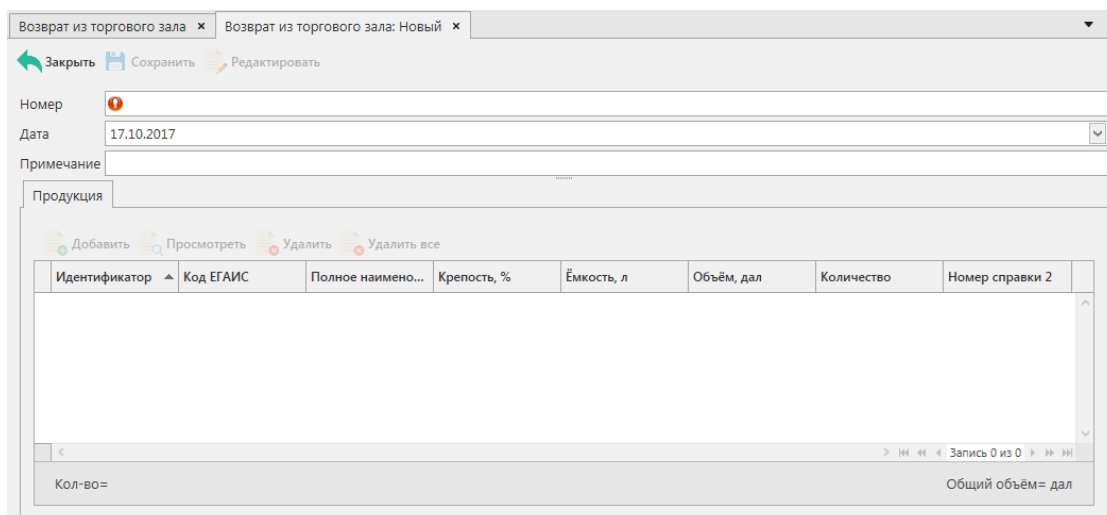 Возврат из торгового зала × Возврат из торгового зала: Новый ×
Закрыть Сохранить Редактировать
Номер
Дата 17.10.2017
Примечание
Продукция
Добавить Просмотреть Удалить Удалить все
Идентификатор Код ЕГАИС Полное наимено... Крепость, % Ёмкость, л Объём, дал Количество Номер справки 2
Запись 0 из 0
Кол-во= Общий объём= дал